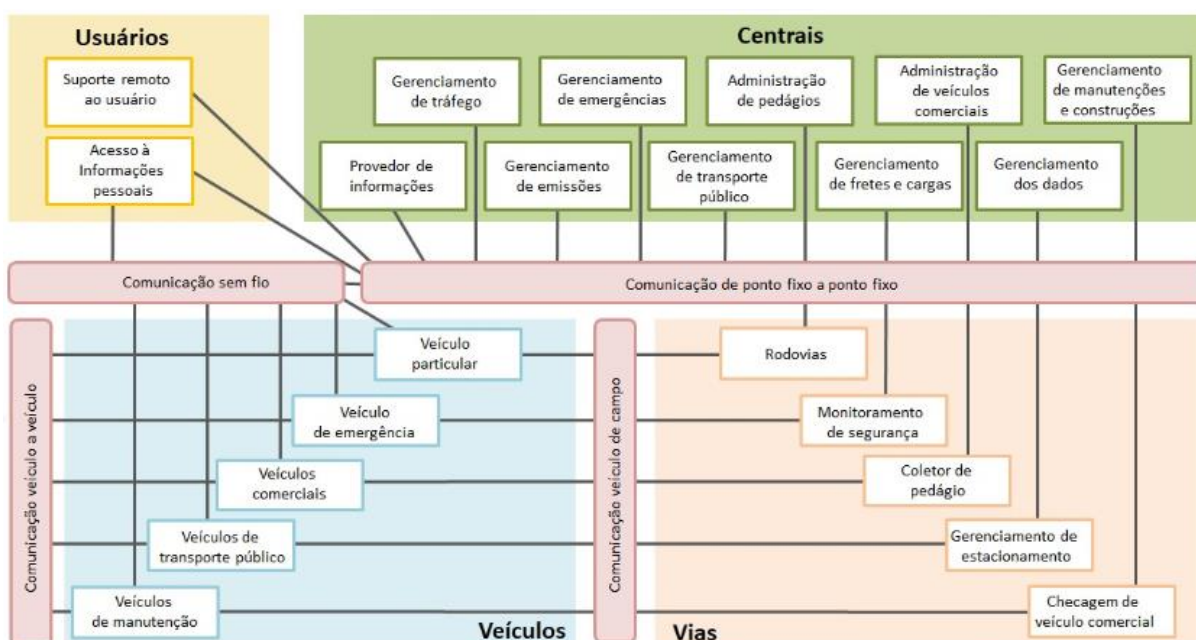 Usuários
Centrais
Suporte remoto
ao usuário
Acesso à
Informações
pessoais
Gerenciamento
de tráfego
Gerenciamento
de emergências
Administração
de pedágios
Administração
de veículos
comerciais
Gerenciamento
de manutenções
e construções
Provedor de
informações
Gerenciamento
de emissões
Gerenciamento
de transporte
público
Gerenciamento
de fretes e cargas
Gerenciamento
dos dados
Comunicação sem fio
Comunicação de ponto fixo a ponto fixo
Comunicação veículo a veículo
Veículo
particular
Veículo
de emergência
Veículos
comerciais
Veículos de
transporte público
Veículos
de manutenção
Veículos
Comunicação veículo de campo
Rodovias
Monitoramento
de segurança
Coletor
de pedágio
Gerenciamento de
estacionamento
Checagem de
veículo comercial
Vias